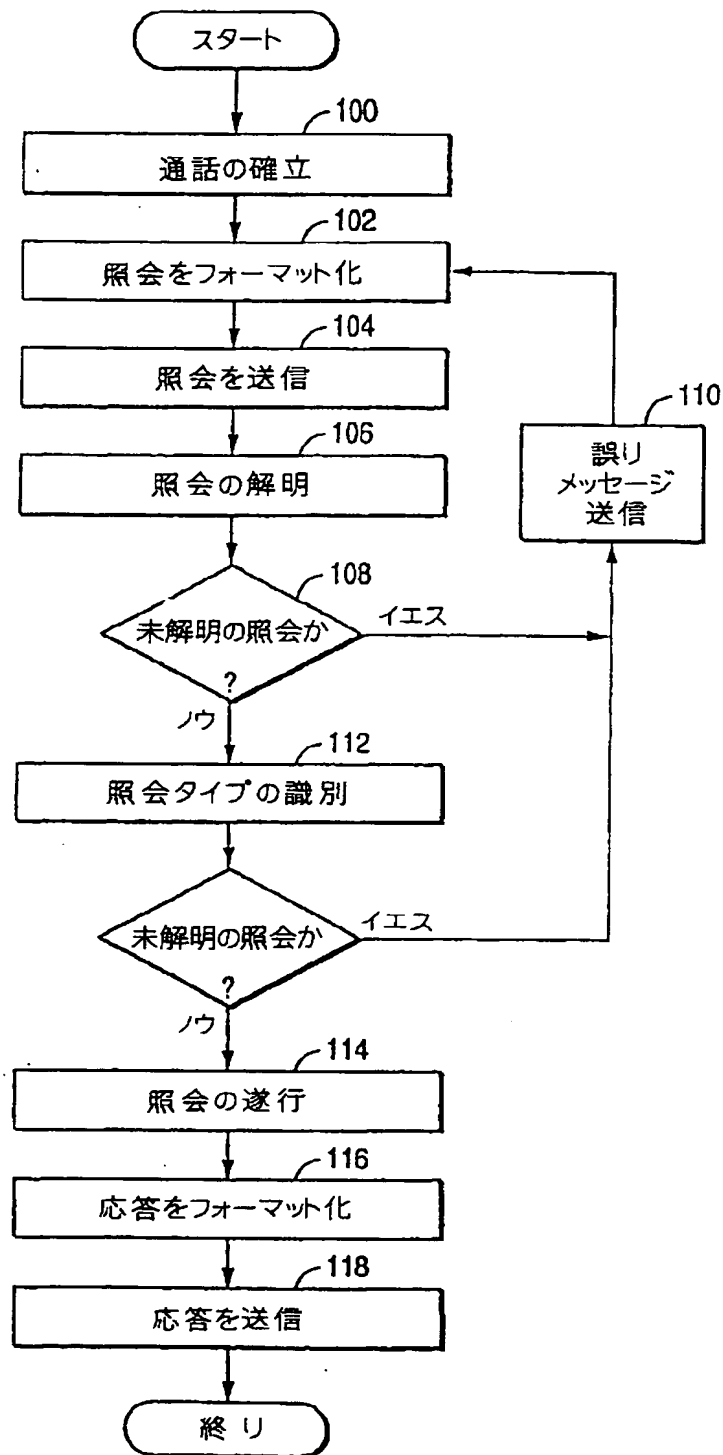 スタート
100
通話の確立
102
照会をフォーマット化
104
照会を送信
106
照会の解明
110
誤り
メッセージ
送信
108
未解明の照会か
?
イエス
ノウ
112
照会タイプの識別
未解明の照会か
?
イエス
ノウ
114
照会の遂行
116
応答をフォーマット化
118
応答を送信
終り